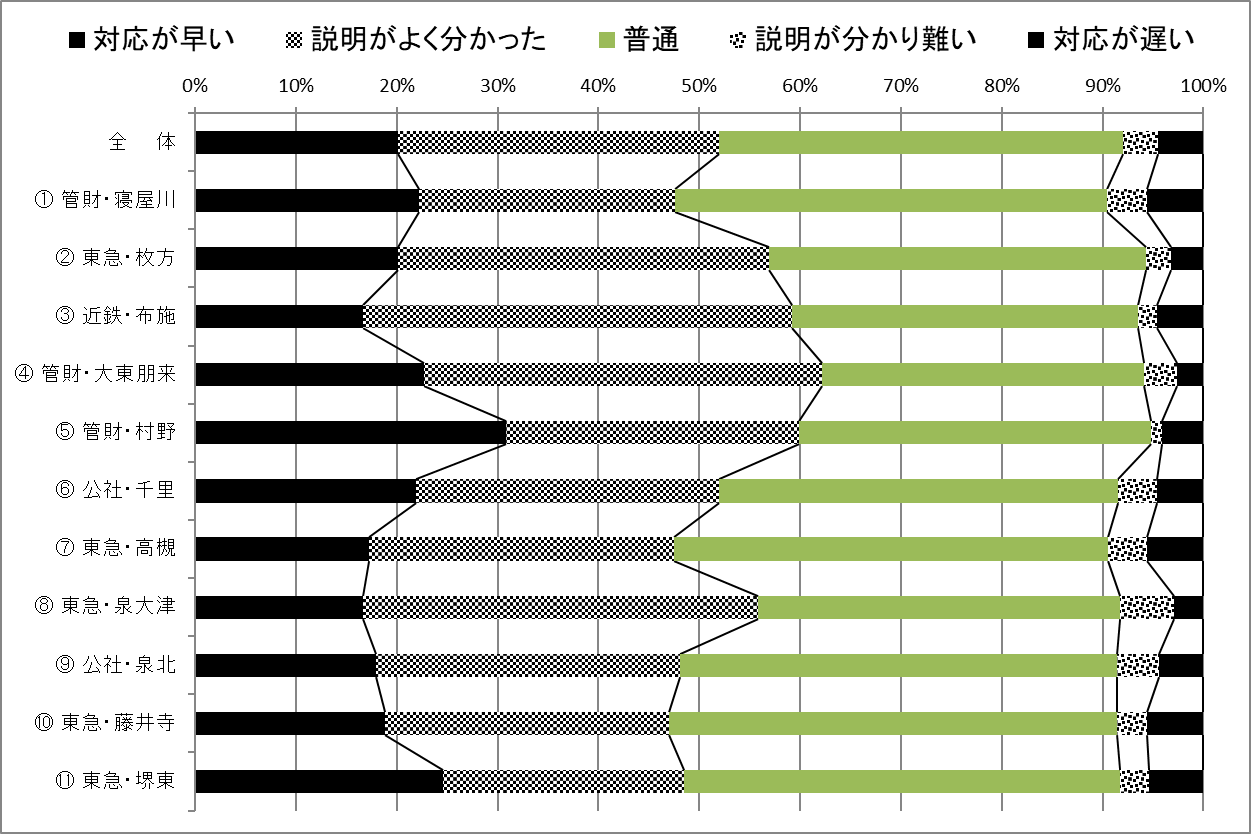 対応が早い 説明がよく分かった 普通 説明が分かり難い 対応が遅い
0% 10% 20% 30% 40% 50% 60% 70% 80% 90% 100%
全　体
① 管財・寝屋川
② 東急・枚方
③ 近鉄・布施
④ 管財・大東朋来
⑤ 管財・村野
⑥ 公社・千里
⑦ 東急・高槻
⑧ 東急・泉大津
⑨ 公社・泉北
⑩ 東急・藤井寺
⑪ 東急・堺東